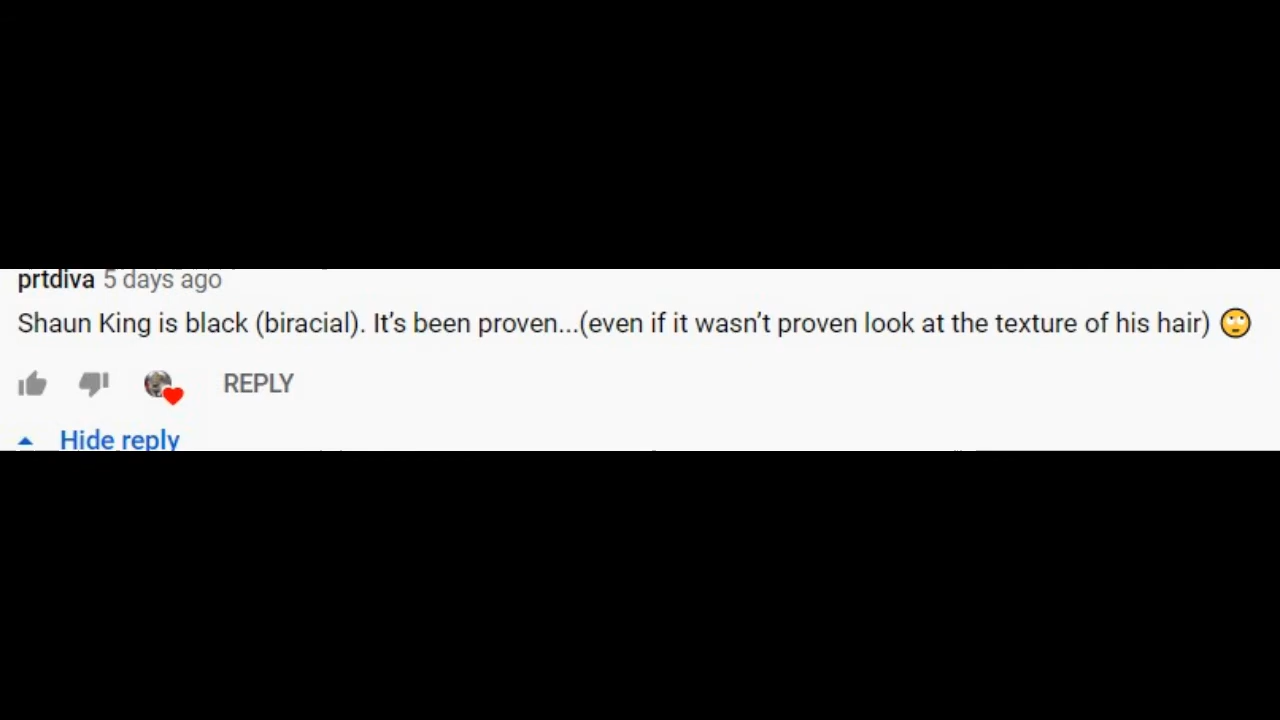 prtdiva 5 days ago
Shaun King is black (biracial). It’s been proven...(even if it wasn’t proven look at the texture of his hair) 🙄
REPLY
Hide reply